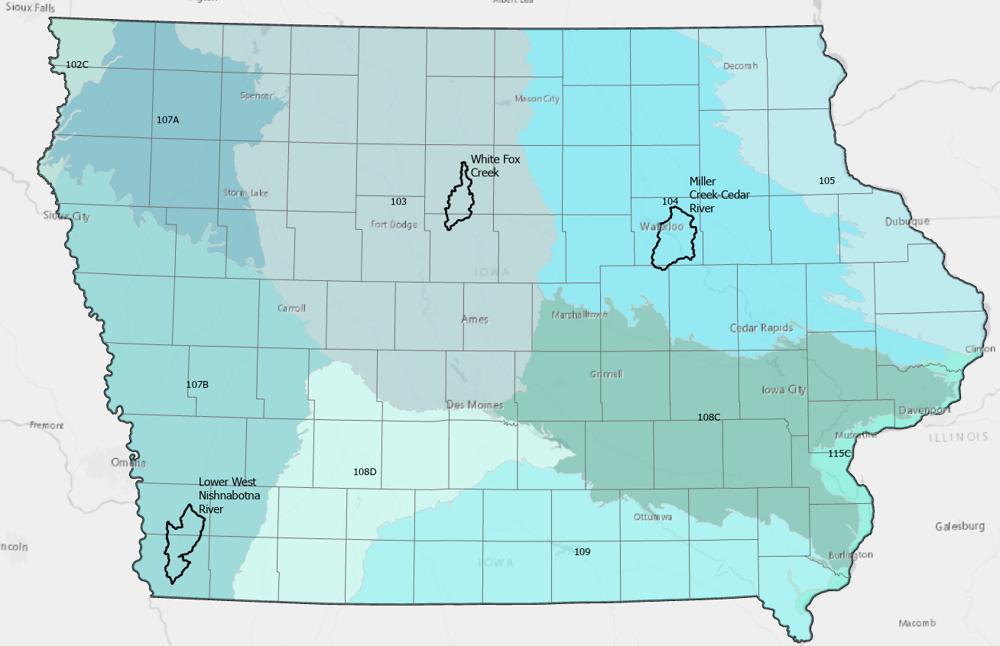 Sioux Falls
Albert Lea
102C
Decorah
Spencer
Mason City
107A
White Fox
Creek
Miller
Creek-Cedar
River
105
Storm Lake
103
104
Sioux City
Fort Dodge
Waterloo
Dubuque
IOWA
Carroll
Ames
Marshalltown
Cedar Rapids
Clinton
107B
Grinnell
Iowa City
Des Moines
Davenport
108C
Fremont
Muscatine
ILLINOIS
115C
Omaha
108D
Lower West
Nishnabotna
River
Ottumwa
Galesburg
ncoln
109
Burlington
IOWA
Macomb